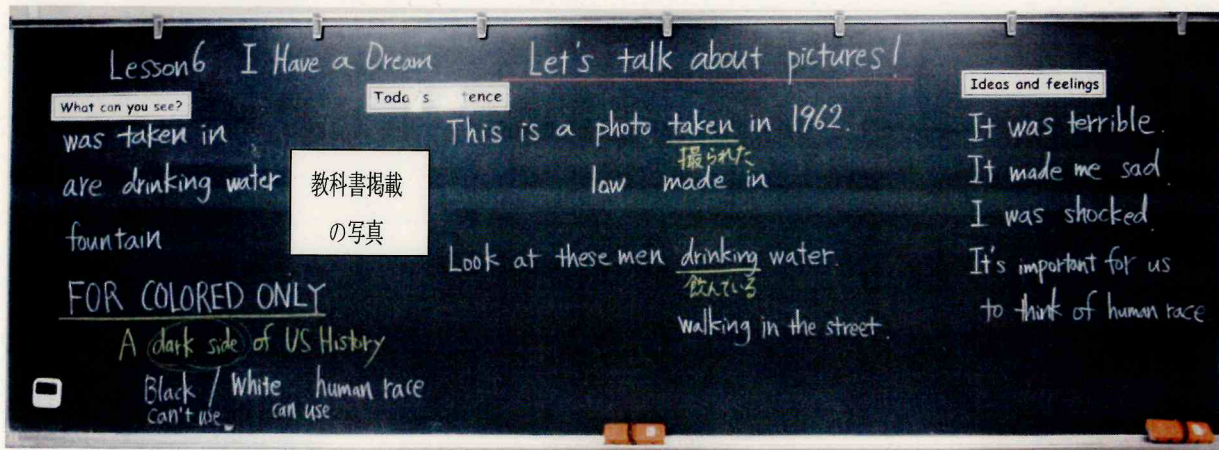 Lesson6 I Have a Dream
Let's talk about pictures!
What can you see?
was taken in
are drinking water
fountain
教科書掲載
の写真
FOR COLORED ONLY
A dark side of US History
Black / White human race
can't use can use
This is a photo taken in 1962.
撮られた
law made in
Look at these men drinking water.
飲んでいる
walking in the street.
Ideas and feelings
It was terrible.
It made me sad.
I was shocked.
It's important for us
to think of human race